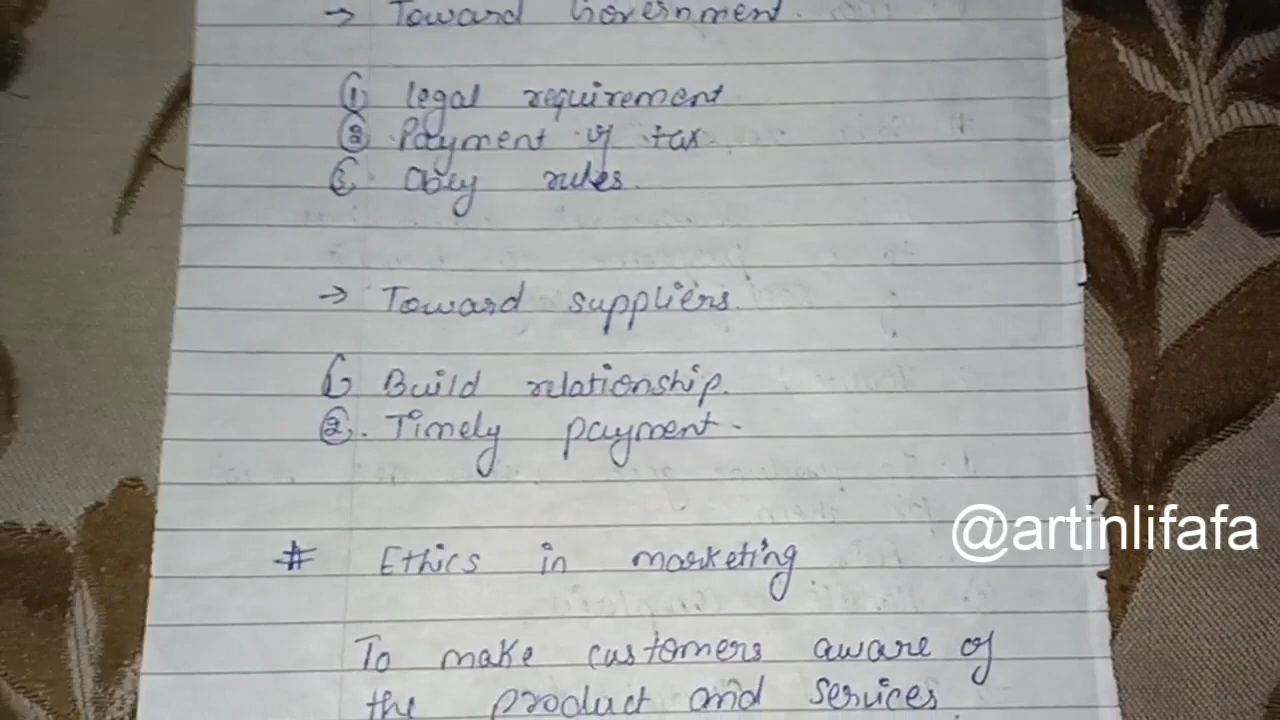 → Toward Government.
① legal requirement
② Payment of tax
③ Obey rules.
→ Toward suppliers.
① Build relationship.
②. Timely payment.
# Ethics in marketing
@artinlifafa
To make customers aware of
the product and services.